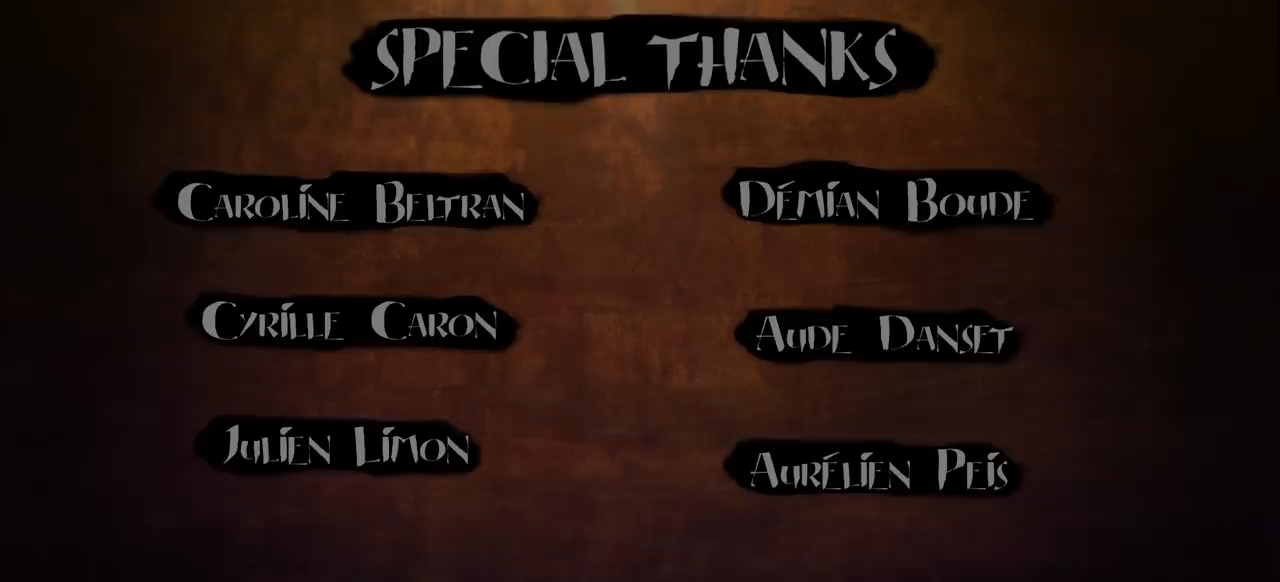 SPECIAL THANKS
CAROLINE BELTRAN
DÉMIAN BOUDE
CYRILLE CARON
AUDE DANSET
JULIEN LIMON
AURÉLIEN PEIS